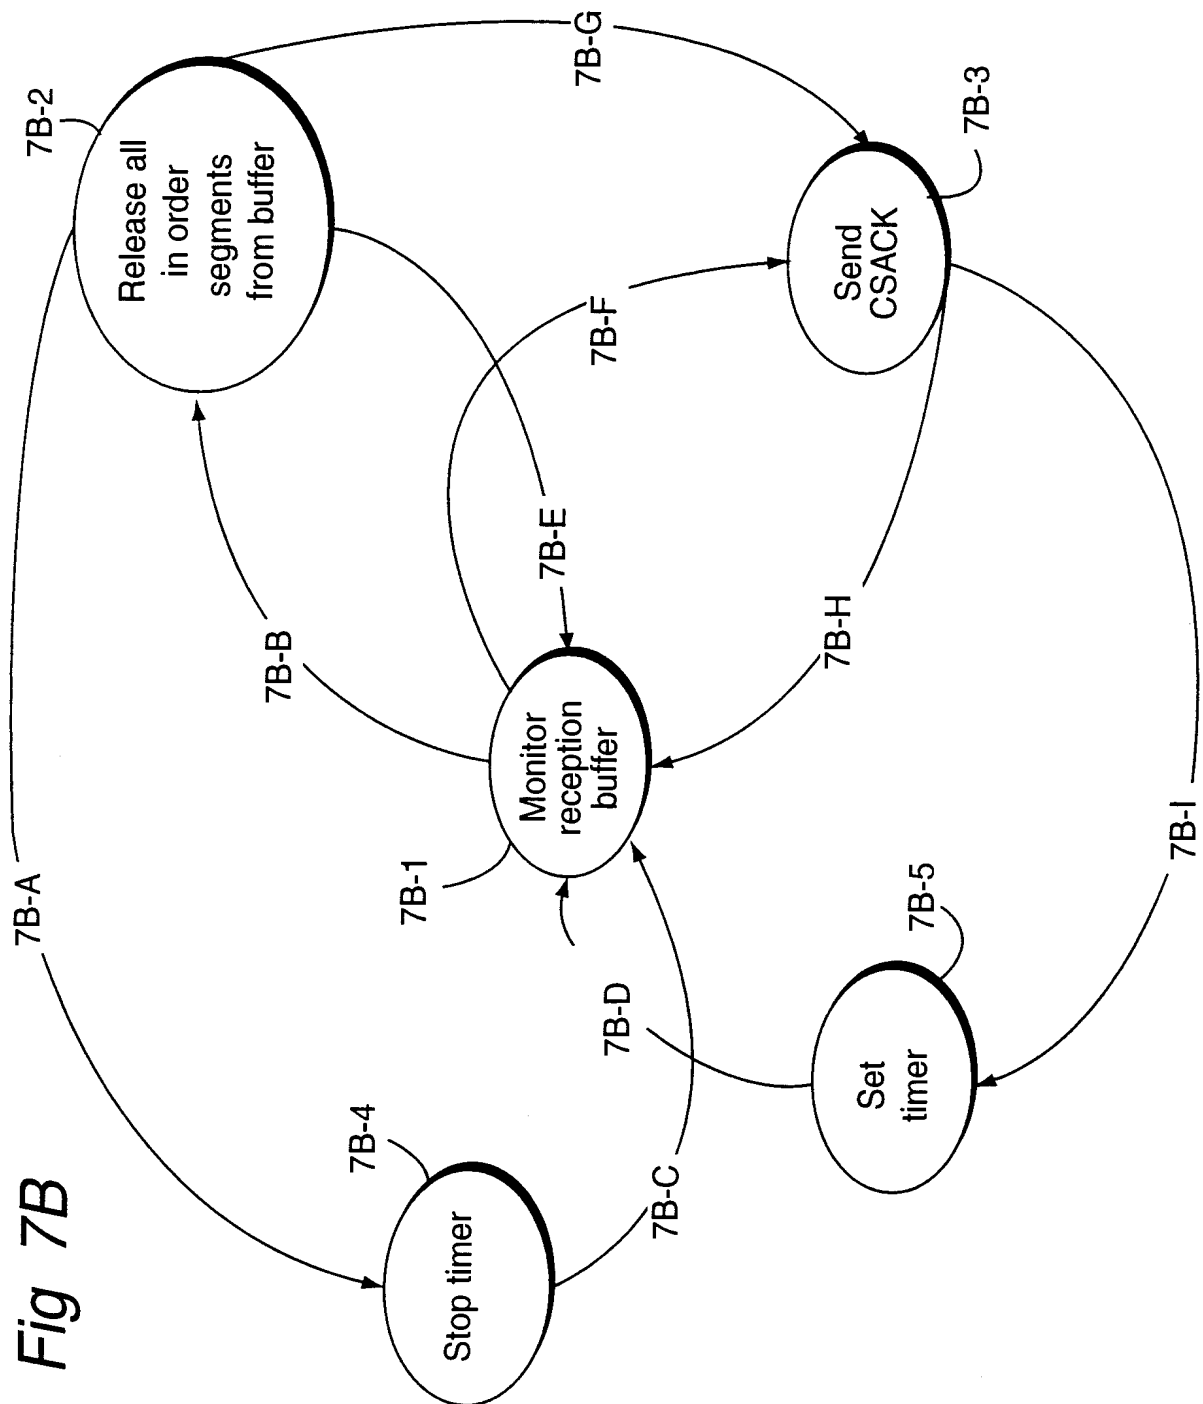 Fig 7B
7B-A
7B-2
Release all
in order
segments
from buffer
7B-4
Stop timer
7B-B
7B-G
7B-1
Monitor
reception
buffer
7B-E
7B-F
7B-C
7B-D
7B-H
Send
CSACK
7B-3
7B-5
Set
timer
7B-I